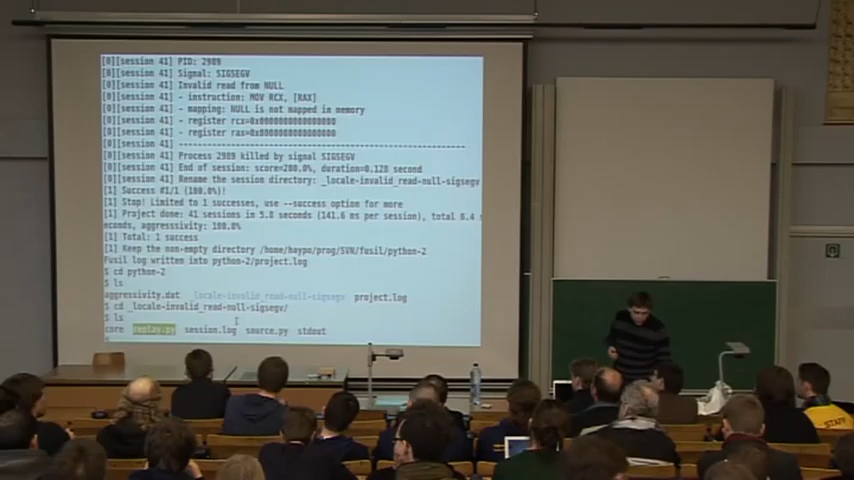 [0][session 41] PID: 2989
[0][session 41] Signal: SIGSEGV
[0][session 41] Invalid read from NULL
[0][session 41] - instruction: MOV RCX, [RAX]
[0][session 41] - mapping: NULL is not mapped in memory
[0][session 41] - register rcx=0x0000000000000000
[0][session 41] - register rax=0x0000000000000000
[0][session 41] ------------------------------------------------------------
[0][session 41] Process 2989 killed by signal SIGSEGV
[0][session 41] End of session: score=200.0%, duration=0.128 second
[0][session 41] Rename the session directory: _locale-invalid_read-null-sigsegv
[1] Success #1/1 (100.0%)!
[1] Stop! Limited to 1 successes, use --success option for more
[1] Project done: 41 sessions in 5.8 seconds (141.6 ms per session), total 8.4 s
econds, aggressivity: 100.0%
[1] Total: 1 success
[1] Keep the non-empty directory /home/haypo/prog/SVN/fusil/python-2
Fusil log written into python-2/project.log
$ cd python-2
$ ls
aggressivity.dat _locale-invalid_read-null-sigsegv project.log
$ cd _locale-invalid_read-null-sigsegv/
$ ls
core replay.py session.log source.py stdout
STAFF